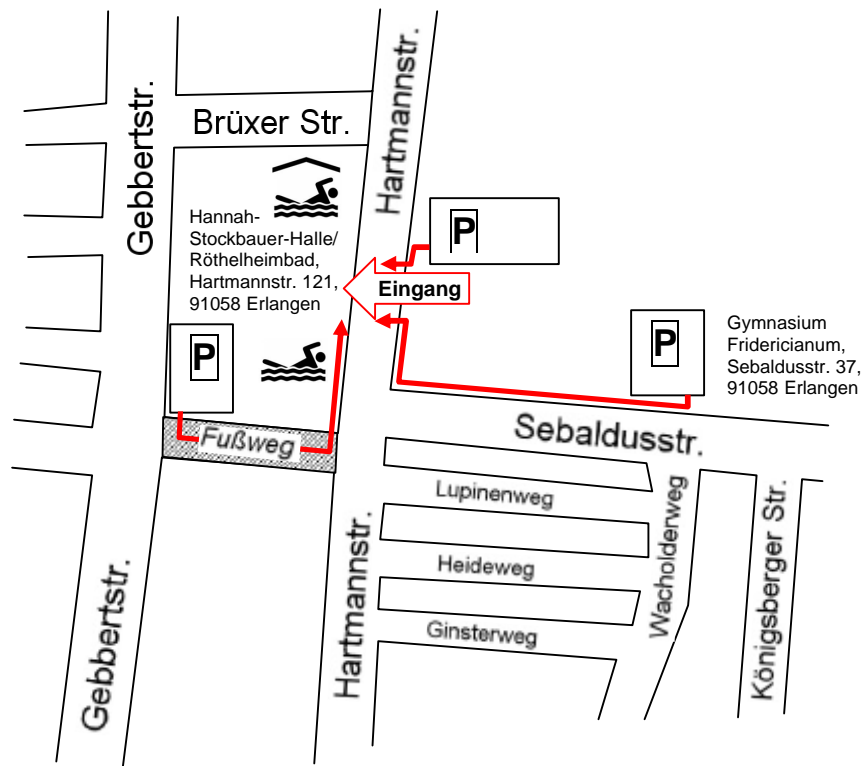 Gebbertstr.
Brüxer Str.
Hartmannstr.
Hannah-
Stockbauer-Halle/
Röthelheimbad,
Hartmannstr. 121,
91058 Erlangen
P
Eingang
P
P
Gymnasium
Fridericianum,
Sebaldusstr. 37,
91058 Erlangen
Fußweg
Sebaldusstr.
Lupinenweg
Heideweg
Ginsterweg
Wacholderweg
Königsberger Str.
Hartmannstr.
Gebbertstr.